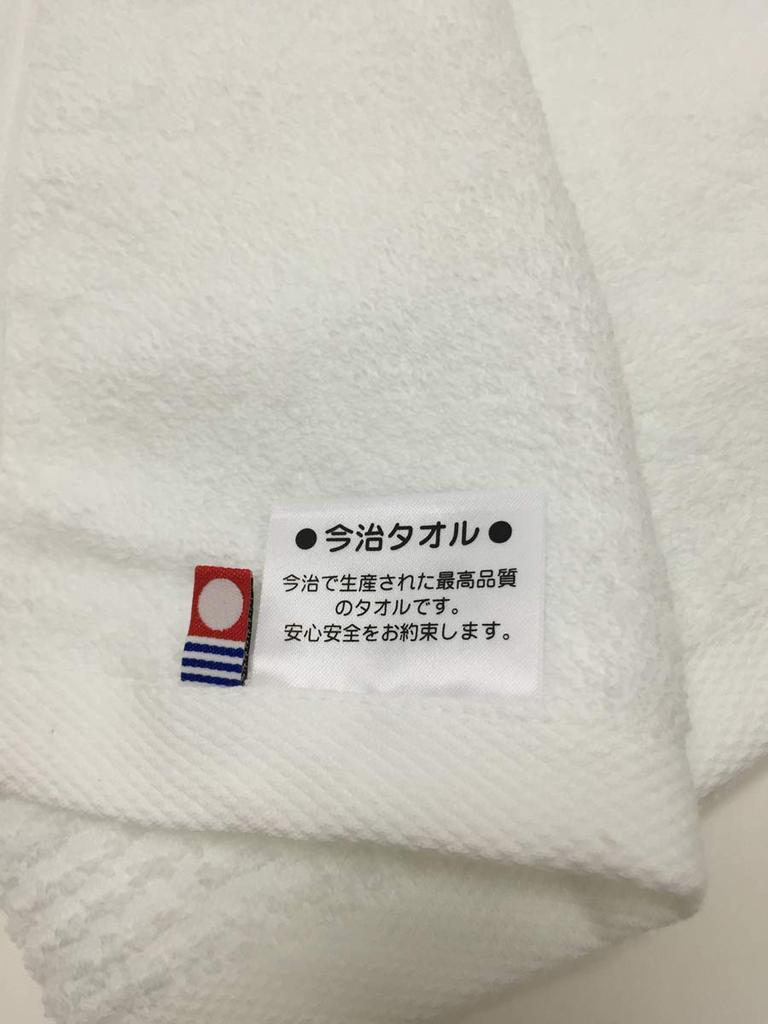 ●今治タオル●
今治で生産された最高品質
のタオルです。
安心安全をお約束します。